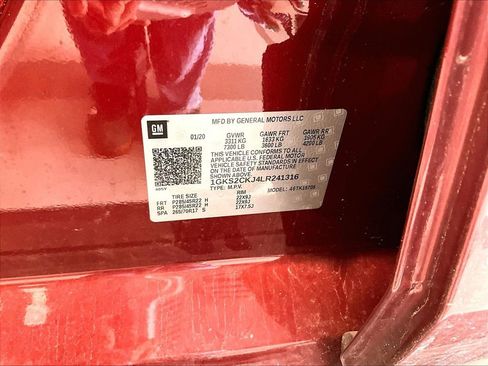 MFD BY GENERAL MOTORS LLC
GM 01/20 GVWR GAWR FRT GAWR RR
3311 KG 1633 KG 1905 KG
7300 LB 3600 LB 4200 LB
THIS VEHICLE CONFORMS TO ALL
APPLICABLE U.S. FEDERAL MOTOR
VEHICLE SAFETY STANDARDS IN EFFECT
ON THE DATE OF MANUFACTURE
SHOWN ABOVE.
1GKS2CKJ4LR241316
TYPE: M.P.V.
TIRE SIZE RIM
FRT P285/45R22 H 22X9J
RR P285/45R22 H 22X9J
SPA 265/70R17 S 17X7.5J